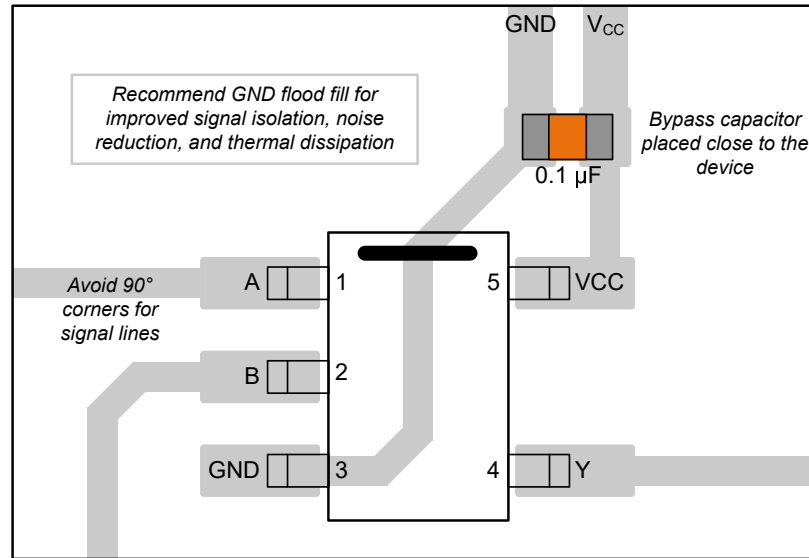 GND
VCC
Recommend GND flood fill for
improved signal isolation, noise
reduction, and thermal dissipation
Bypass capacitor
placed close to the
device
0.1 µF
A
1
5
VCC
Avoid 90°
corners for
signal lines
B
2
GND
3
4
Y